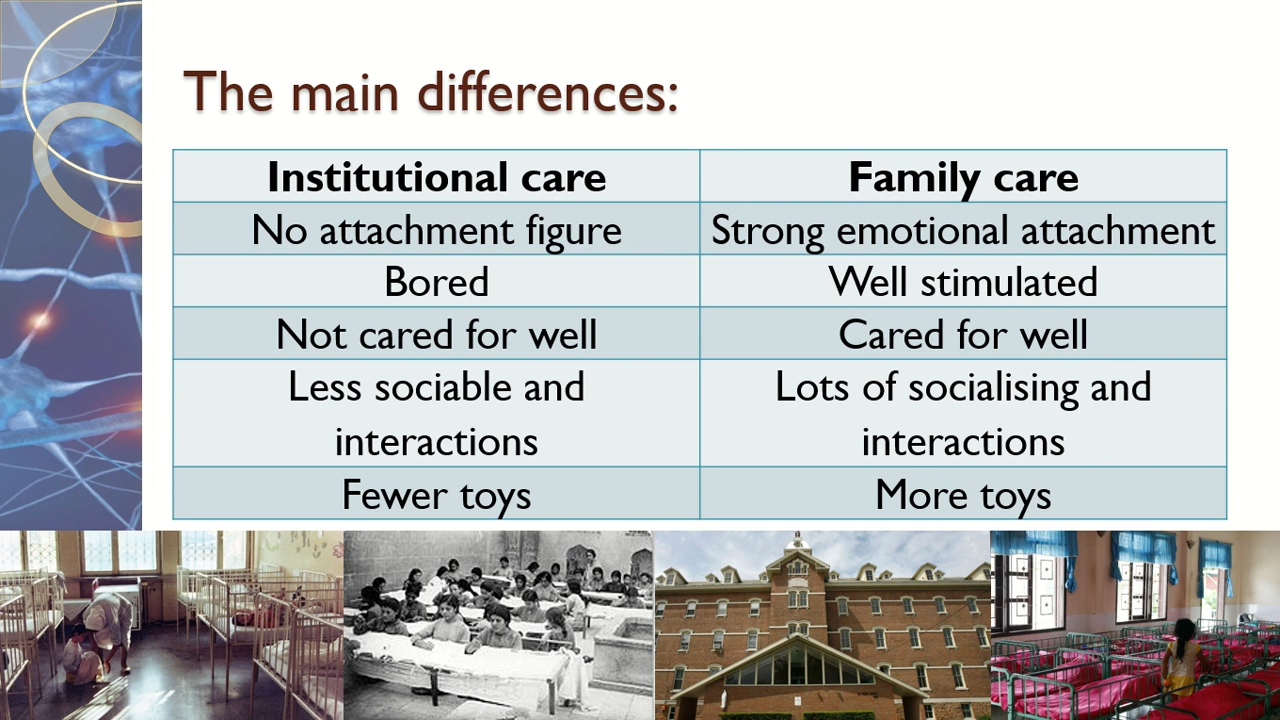 The main differences:
Institutional care
Family care
No attachment figure
Strong emotional attachment
Bored
Well stimulated
Not cared for well
Cared for well
Less sociable and
interactions
Lots of socialising and
interactions
Fewer toys
More toys